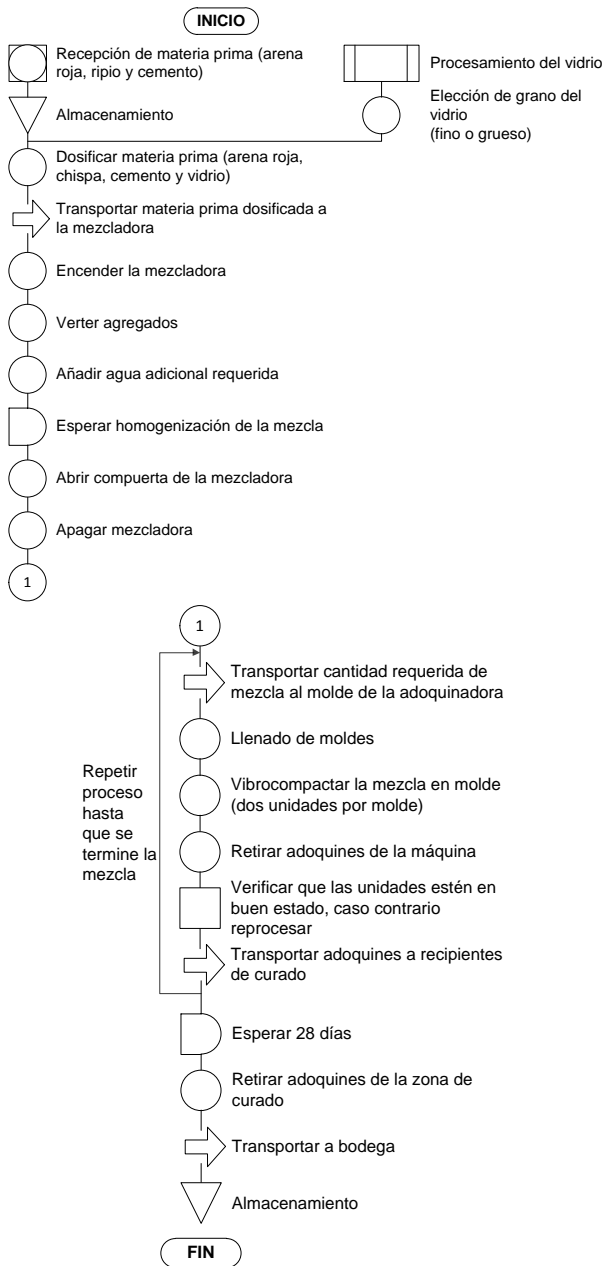 INICIO
Recepción de materia prima (arena
roja, ripio y cemento)
Procesamiento del vidrio
Almacenamiento
Elección de grano del
vidrio
(fino o grueso)
Dosificar materia prima (arena roja,
chispa, cemento y vidrio)
Transportar materia prima dosificada a
la mezcladora
Encender la mezcladora
Verter agregados
Añadir agua adicional requerida
Esperar homogenización de la mezcla
Abrir compuerta de la mezcladora
Apagar mezcladora
1
1
Transportar cantidad requerida de
mezcla al molde de la adoquinadora
Llenado de moldes
Repetir
proceso
hasta
que se
termine la
mezcla
Vibrocompactar la mezcla en molde
(dos unidades por molde)
Retirar adoquines de la máquina
Verificar que las unidades estén en
buen estado, caso contrario
reprocesar
Transportar adoquines a recipientes
de curado
Esperar 28 días
Retirar adoquines de la zona de
curado
Transportar a bodega
Almacenamiento
FIN